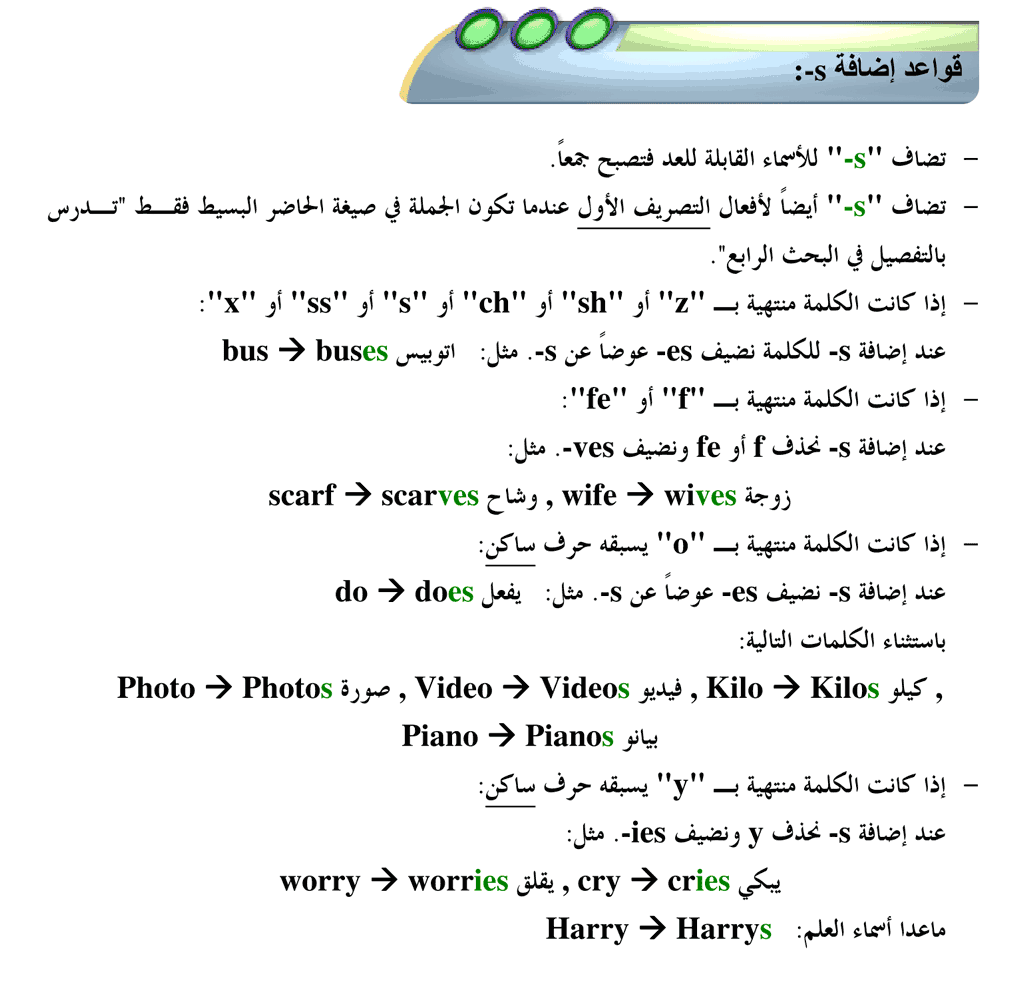 قواعد إضافة s-:
– تضاف "s-" للأسماء القابلة للعد فتصبح جمعاً.
– تضاف "s-" أيضاً لأفعال التصريف الأول عندما تكون الجملة في صيغة الحاضر البسيط فقـــط "تـــدرس
بالتفصيل في البحث الرابع".
– إذا كانت الكلمة منتهية بـــ "z" أو "sh" أو "ch" أو "s" أو "ss" أو "x":
عند إضافة s- للكلمة نضيف es- عوضاً عن s-. مثل: اتوبيس bus → buses
– إذا كانت الكلمة منتهية بـــ "f" أو "fe":
عند إضافة s- نحذف f أو fe ونضيف ves-. مثل:
scarf → scarves وشاح , wife → wives زوجة
– إذا كانت الكلمة منتهية بـــ "o" يسبقه حرف ساكن:
عند إضافة s- نضيف es- عوضاً عن s-. مثل: يفعل do → does
باستثناء الكلمات التالية:
Photo → Photos صورة , Video → Videos فيديو , Kilo → Kilos كيلو ,
Piano → Pianos بيانو
– إذا كانت الكلمة منتهية بـــ "y" يسبقه حرف ساكن:
عند إضافة s- نحذف y ونضيف ies-. مثل:
worry → worries يقلق , cry → cries يبكي
ماعدا أسماء العلم: Harry → Harrys